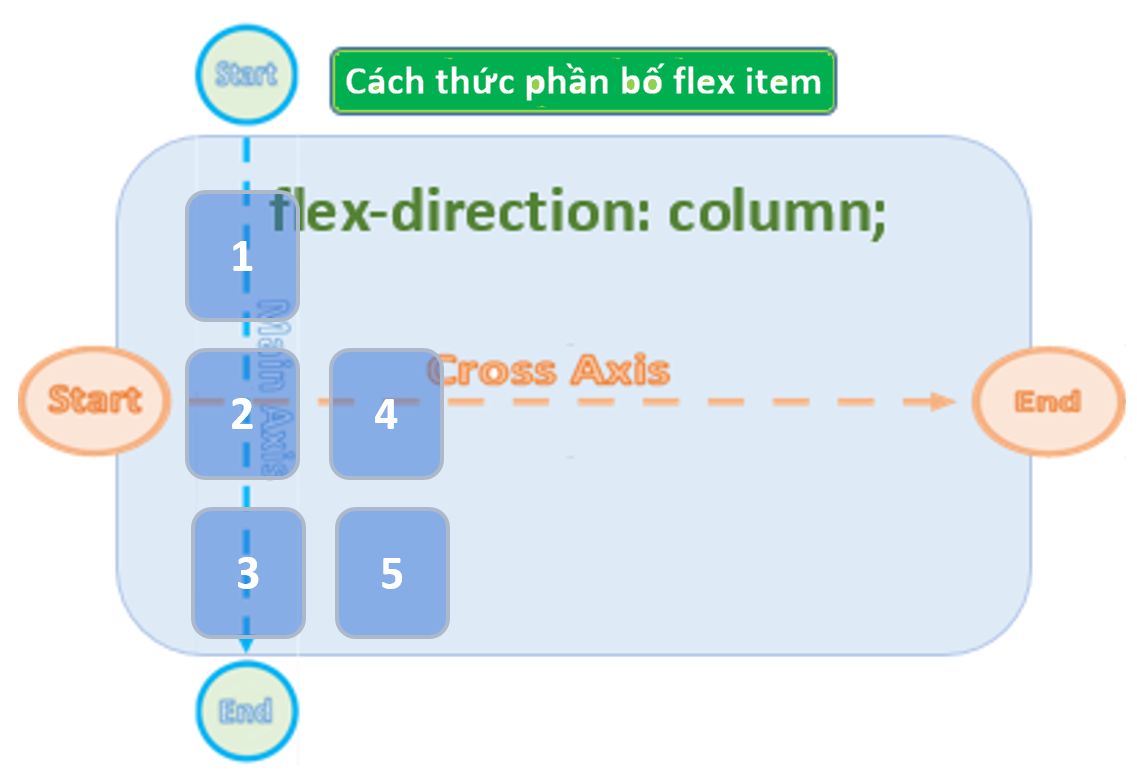 Start
Cách thức phần bố flex item
flex-direction: column;
1
Main Axis
Cross Axis
Start
2
4
End
3
5
End